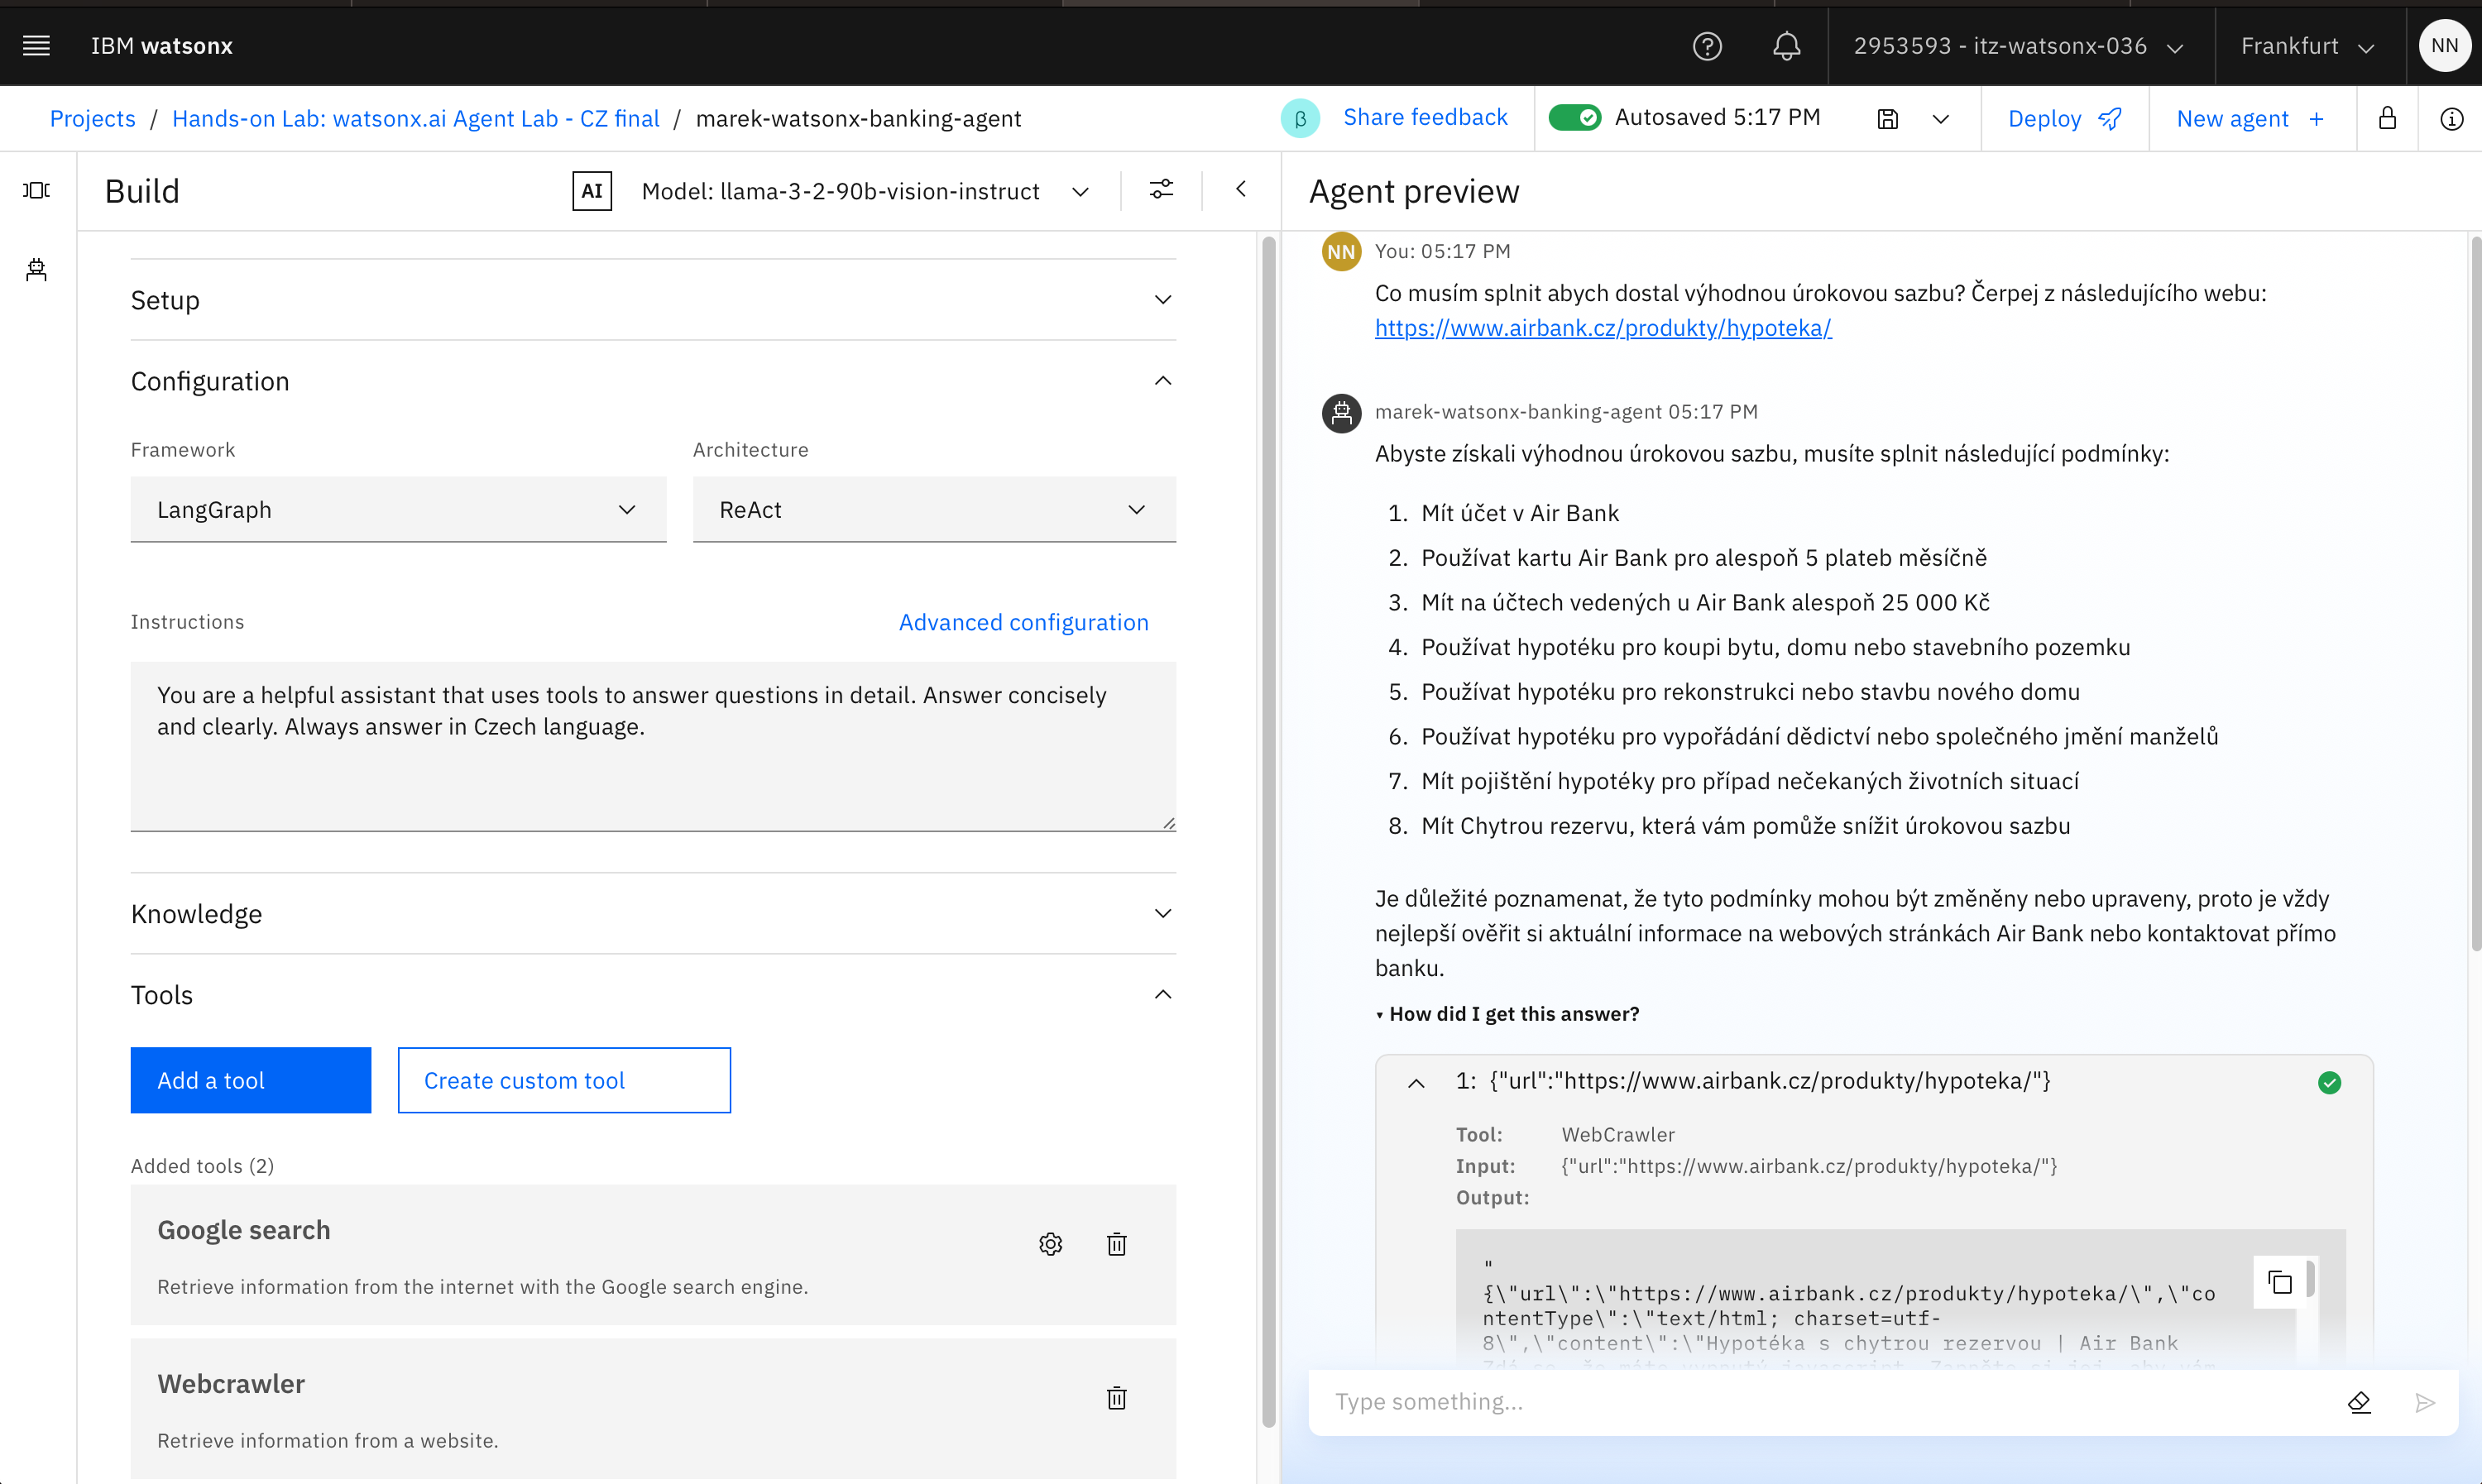 IBM watsonx
2953593 - itz-watsonx-036
Frankfurt
NN
Projects / Hands-on Lab: watsonx.ai Agent Lab - CZ final / marek-watsonx-banking-agent
β
Share feedback
Autosaved 5:17 PM
Deploy
New agent +
Build
AI
Model: llama-3-2-90b-vision-instruct
Setup
Configuration
Framework
Architecture
LangGraph
ReAct
Instructions
Advanced configuration
You are a helpful assistant that uses tools to answer questions in detail. Answer concisely
and clearly. Always answer in Czech language.
Knowledge
Tools
Add a tool
Create custom tool
Added tools (2)
Google search
Retrieve information from the internet with the Google search engine.
Webcrawler
Retrieve information from a website.
Agent preview
NN
You: 05:17 PM
Co musím splnit abych dostal výhodnou úrokovou sazbu? Čerpej z následujícího webu:
https://www.airbank.cz/produkty/hypoteka/
marek-watsonx-banking-agent 05:17 PM
Abyste získali výhodnou úrokovou sazbu, musíte splnit následující podmínky:
1. Mít účet v Air Bank
2. Používat kartu Air Bank pro alespoň 5 plateb měsíčně
3. Mít na účtech vedených u Air Bank alespoň 25 000 Kč
4. Používat hypotéku pro koupi bytu, domu nebo stavebního pozemku
5. Používat hypotéku pro rekonstrukci nebo stavbu nového domu
6. Používat hypotéku pro vypořádání dědictví nebo společného jmění manželů
7. Mít pojištění hypotéky pro případ nečekaných životních situací
8. Mít Chytrou rezervu, která vám pomůže snížit úrokovou sazbu
Je důležité poznamenat, že tyto podmínky mohou být změněny nebo upraveny, proto je vždy
nejlepší ověřit si aktuální informace na webových stránkách Air Bank nebo kontaktovat přímo
banku.
How did I get this answer?
1: {"url":"https://www.airbank.cz/produkty/hypoteka/"}
Tool: WebCrawler
Input: {"url":"https://www.airbank.cz/produkty/hypoteka/"}
Output:
"
{\"url\":\"https://www.airbank.cz/produkty/hypoteka/\",\"co
ntentType\":\"text/html; charset=utf-
8\",\"content\":\"Hypotéka s chytrou rezervou | Air Bank
Type something...